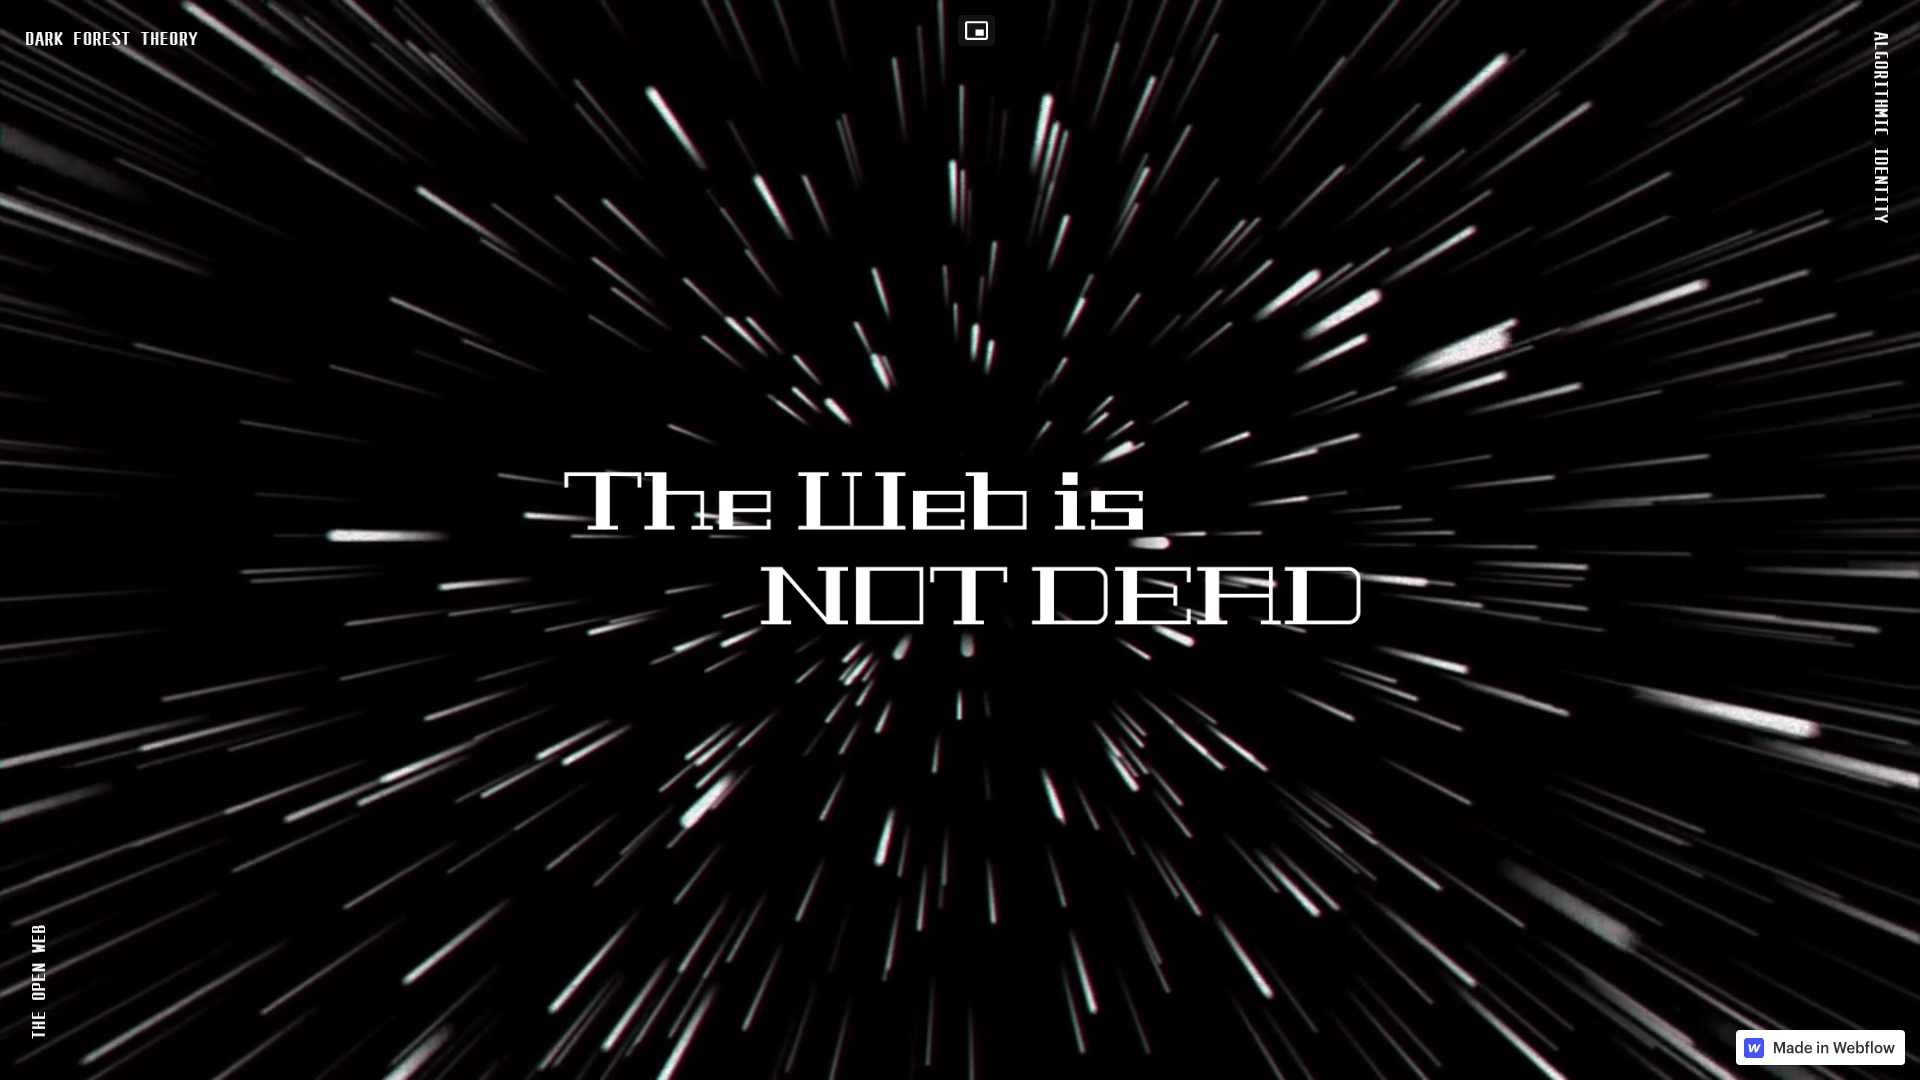 DARK FOREST THEORY
ALGORITHMIC IDENTITY
The Web is
NOT DEAD
THE OPEN WEB
Made in Webflow